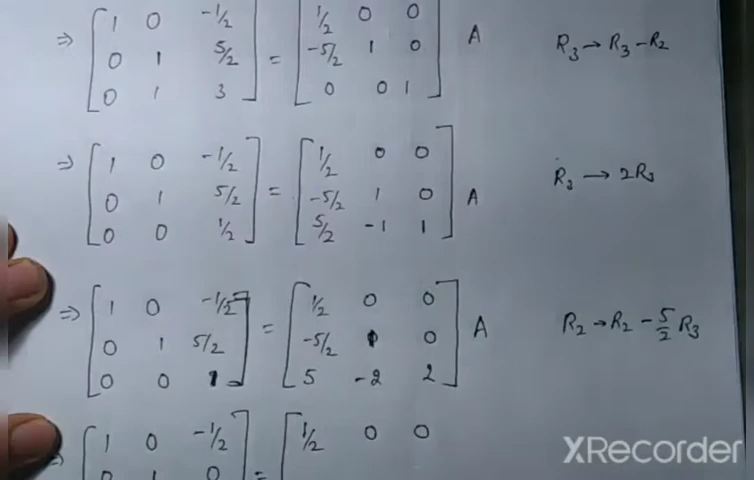 ⇒ [ 1 0 -1/2 ] = [ 1/2 0 0 ] A R₃ → R₃ - R₂
[ 0 1 5/2 ] [ -5/2 1 0 ]
[ 0 1 3 ] [ 0 0 1 ]
⇒ [ 1 0 -1/2 ] = [ 1/2 0 0 ] R₃ → 2R₃
[ 0 1 5/2 ] [ -5/2 1 0 ] A
[ 0 0 1/2 ] [ 5/2 -1 1 ]
⇒ [ 1 0 -1/2 ] = [ 1/2 0 0 ] A R₂ → R₂ - 5/2 R₃
[ 0 1 5/2 ] [ -5/2 1 0 ]
[ 0 0 1 ] [ 5 -2 2 ]
⇒ [ 1 0 -1/2 ] = [ 1/2 0 0
[ 0 1 0
XRecorder